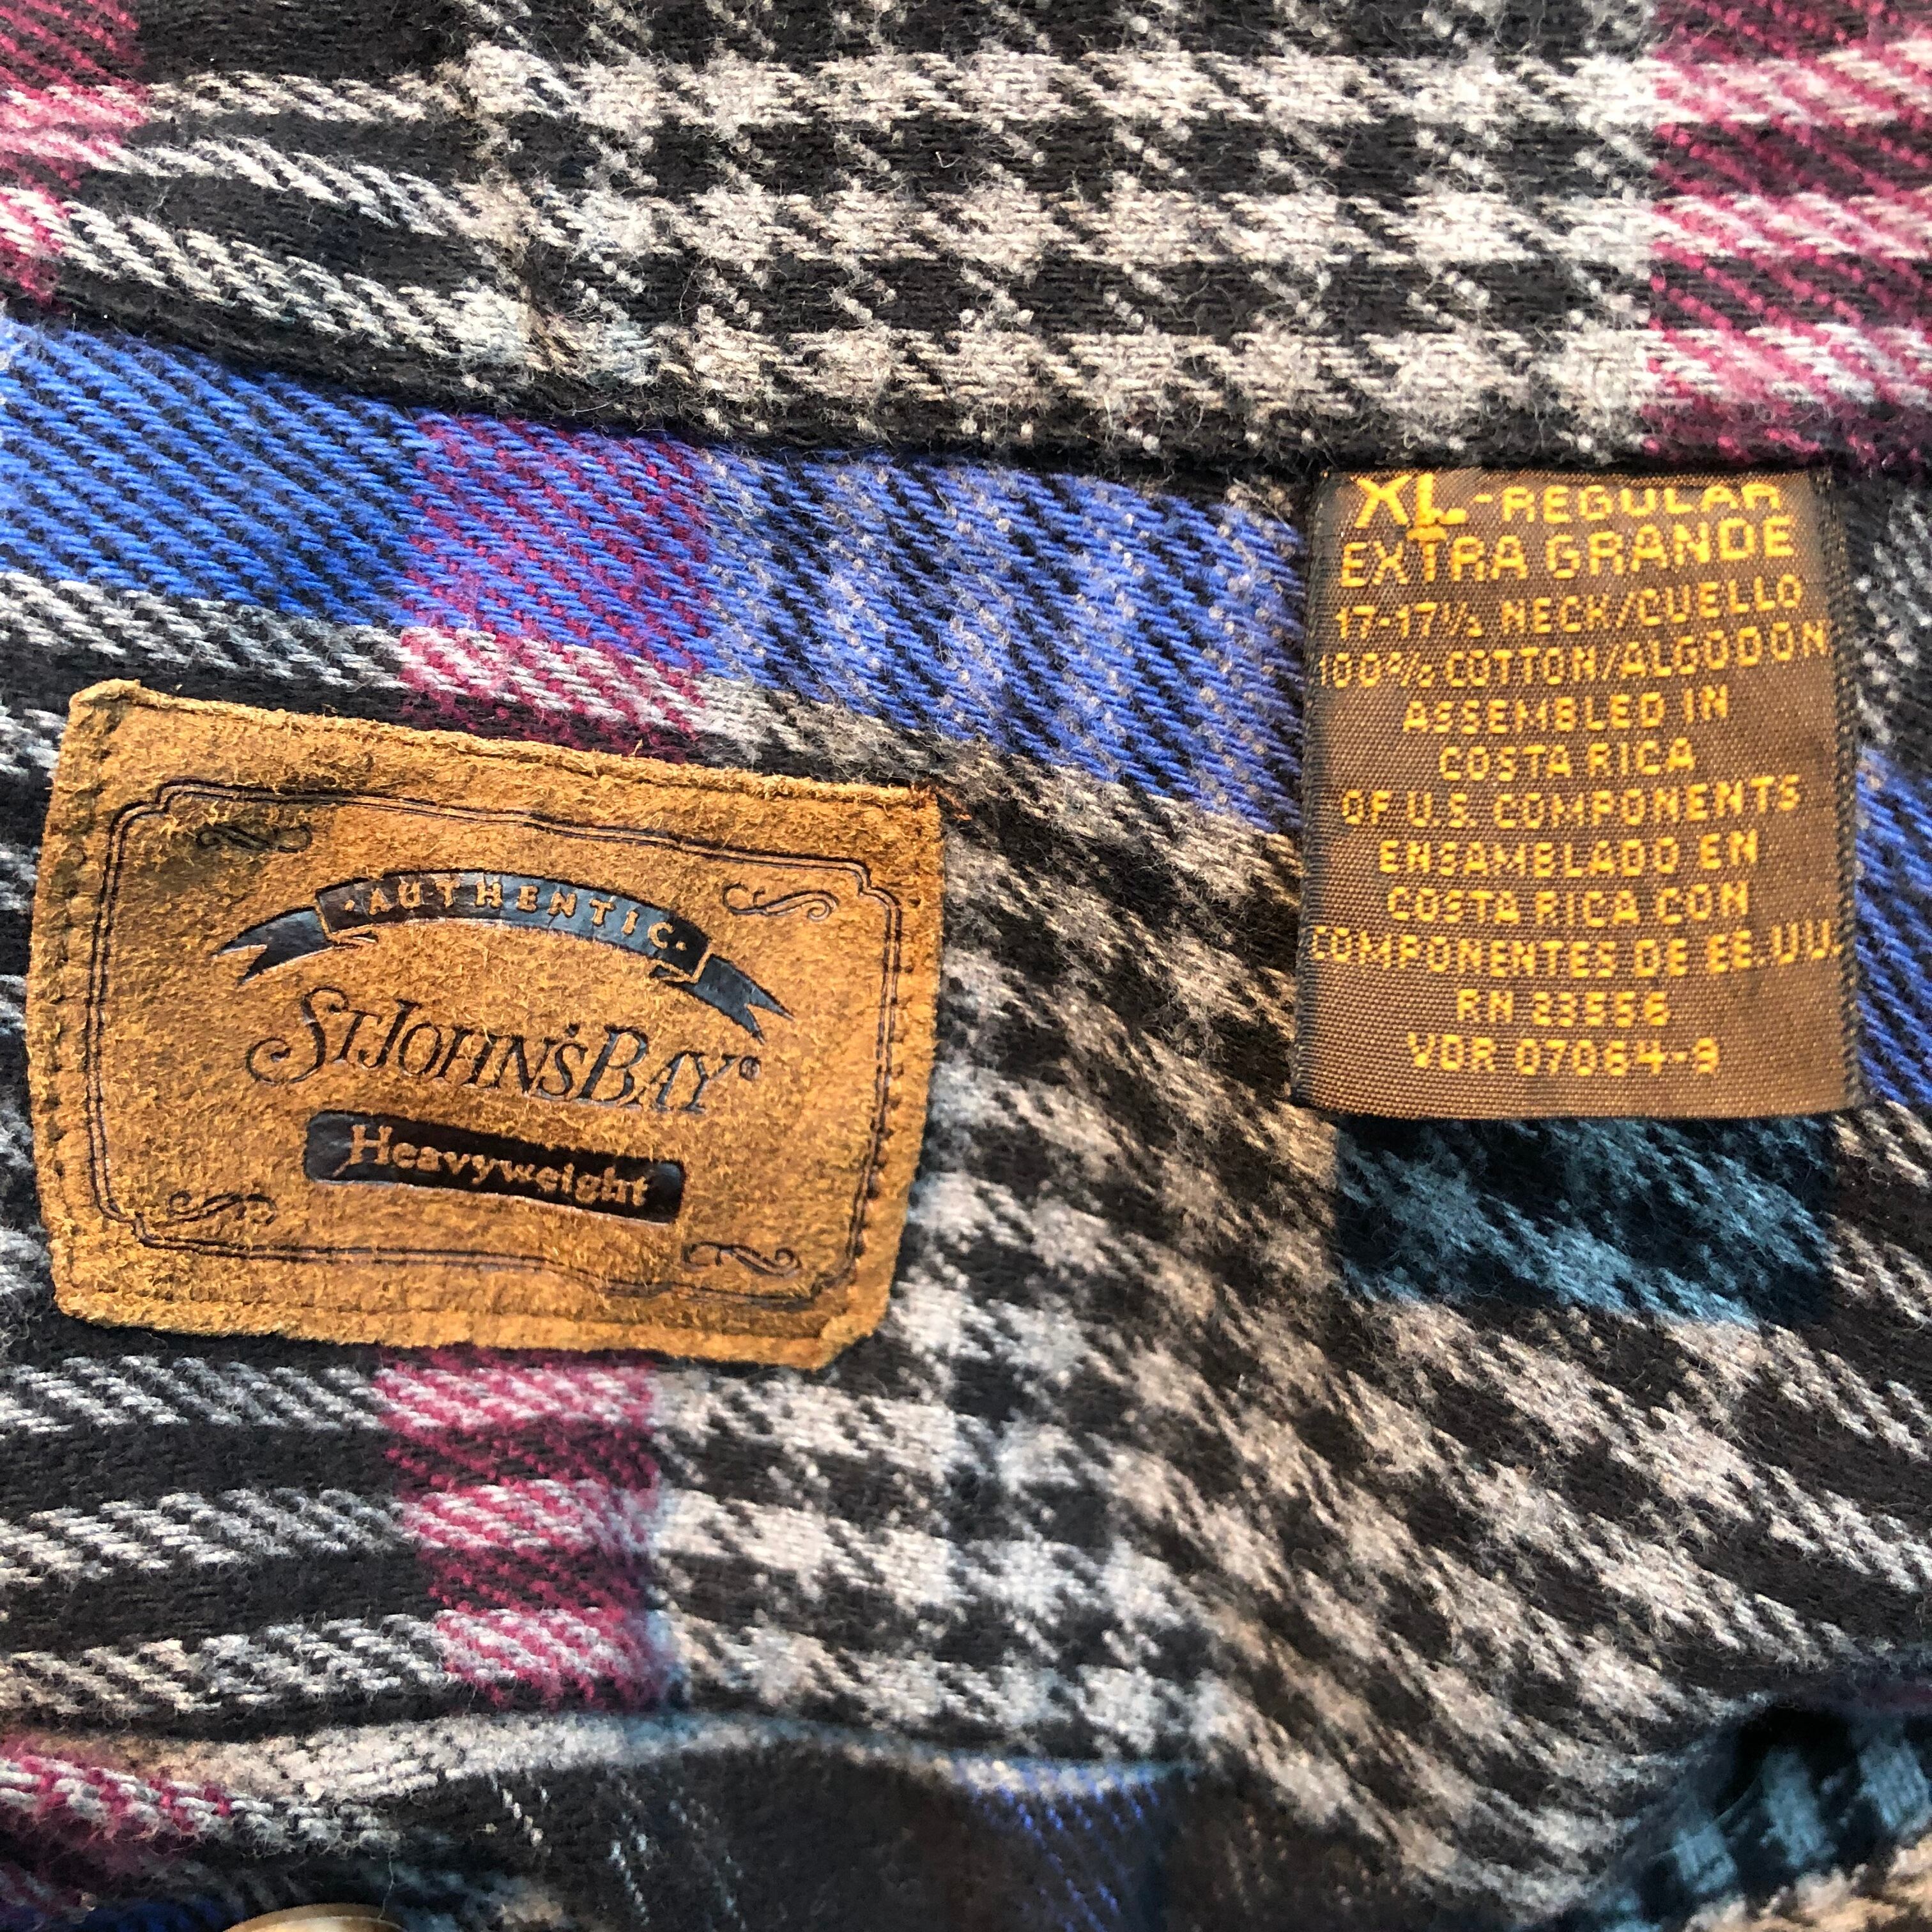 ·AUTHENTIC·
ST. JOHN'S BAY®
Heavyweight
XL-REGULAR
EXTRA GRANDE
17-17½ NECK/CUELLO
100% COTTON/ALGODON
ASSEMBLED IN
COSTA RICA
OF U.S. COMPONENTS
ENSAMBLADO EN
COSTA RICA CON
COMPONENTES DE EE.UU.
RN 23556
VDR 07064-9